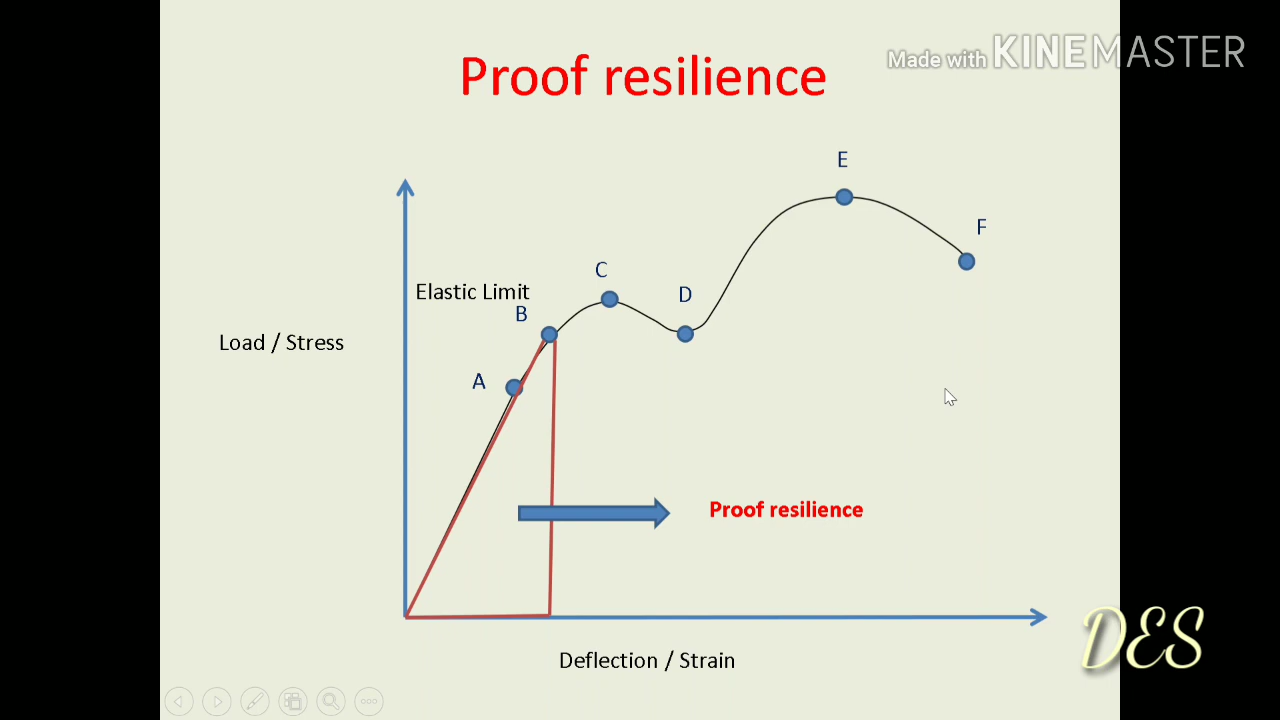 Proof resilience
Made with KINEMASTER
E
F
C
Elastic Limit
D
B
Load / Stress
A
Proof resilience
DES
Deflection / Strain